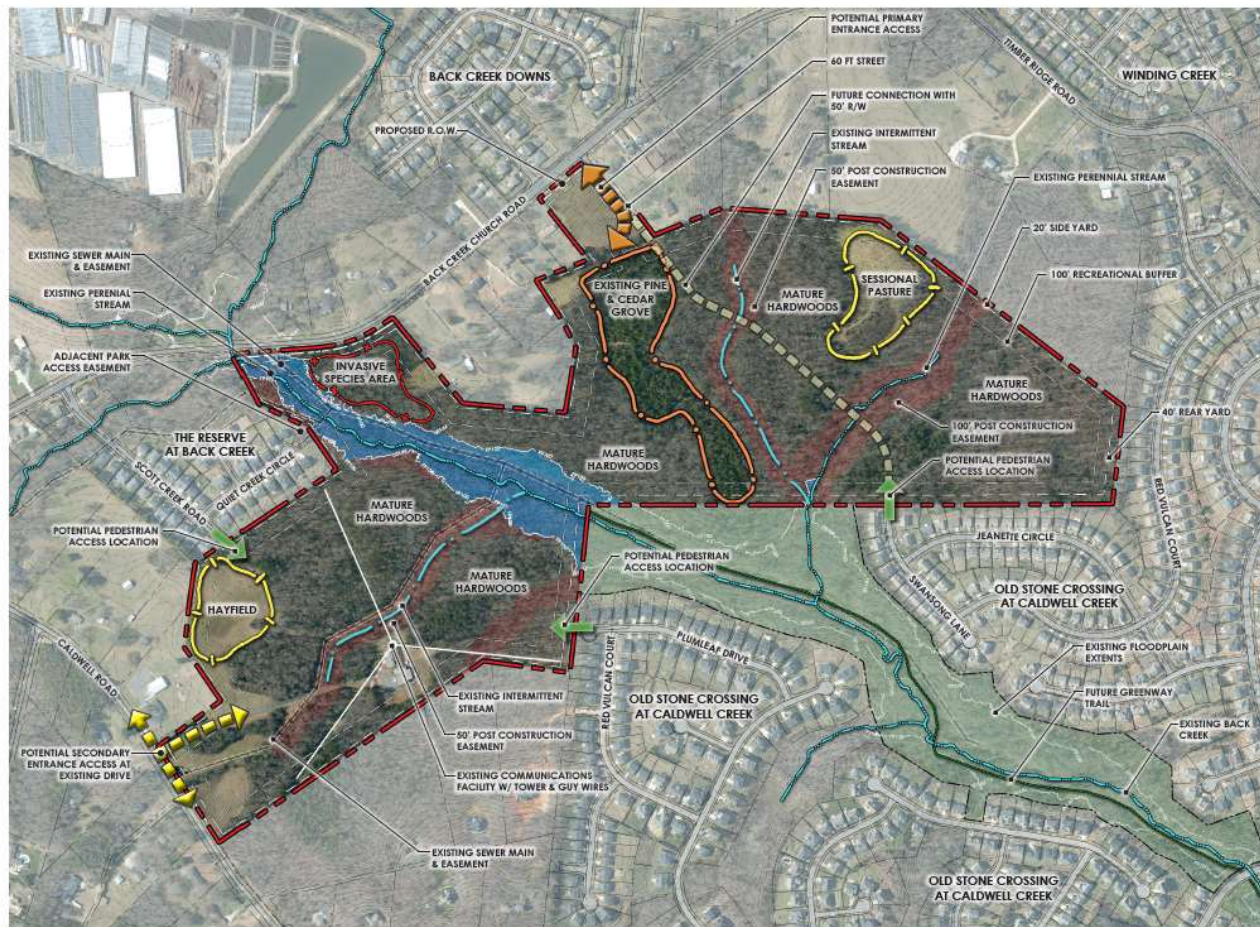 POTENTIAL PRIMARY
ENTRANCE ACCESS
60 FT STREET
FUTURE CONNECTION WITH
50' R/W
EXISTING INTERMITTENT
STREAM
50' POST CONSTRUCTION
EASEMENT
TIMBER RIDGE ROAD
WINDING CREEK
BACK CREEK DOWNS
PROPOSED R.O.W.
BACK CREEK CHURCH ROAD
EXISTING PERENNIAL STREAM
20' SIDE YARD
100' RECREATIONAL BUFFER
SESSIONAL
PASTURE
MATURE
HARDWOODS
EXISTING PINE
& CEDAR
GROVE
EXISTING SEWER MAIN
& EASEMENT
EXISTING PERENIAL
STREAM
ADJACENT PARK
ACCESS EASEMENT
INVASIVE
SPECIES AREA
MATURE
HARDWOODS
40' REAR YARD
100' POST CONSTRUCTION
EASEMENT
POTENTIAL PEDESTRIAN
ACCESS LOCATION
MATURE
HARDWOODS
THE RESERVE
AT BACK CREEK
SCOTT CREEK ROAD
QUIET CREEK CIRCLE
MATURE
HARDWOODS
RED VULCAN COURT
POTENTIAL PEDESTRIAN
ACCESS LOCATION
HAYFIELD
MATURE
HARDWOODS
POTENTIAL PEDESTRIAN
ACCESS LOCATION
JEANETTE CIRCLE
SWANSONG LANE
OLD STONE CROSSING
AT CALDWELL CREEK
PLUMLEAF DRIVE
RED VULCAN COURT
CALDWELL ROAD
EXISTING FLOODPLAIN
EXTENTS
FUTURE GREENWAY
TRAIL
EXISTING BACK
CREEK
EXISTING INTERMITTENT
STREAM
50' POST CONSTRUCTION
EASEMENT
OLD STONE CROSSING
AT CALDWELL CREEK
POTENTIAL SECONDARY
ENTRANCE ACCESS AT
EXISTING DRIVE
EXISTING COMMUNICATIONS
FACILITY W/ TOWER & GUY WIRES
EXISTING SEWER MAIN
& EASEMENT
OLD STONE CROSSING
AT CALDWELL CREEK